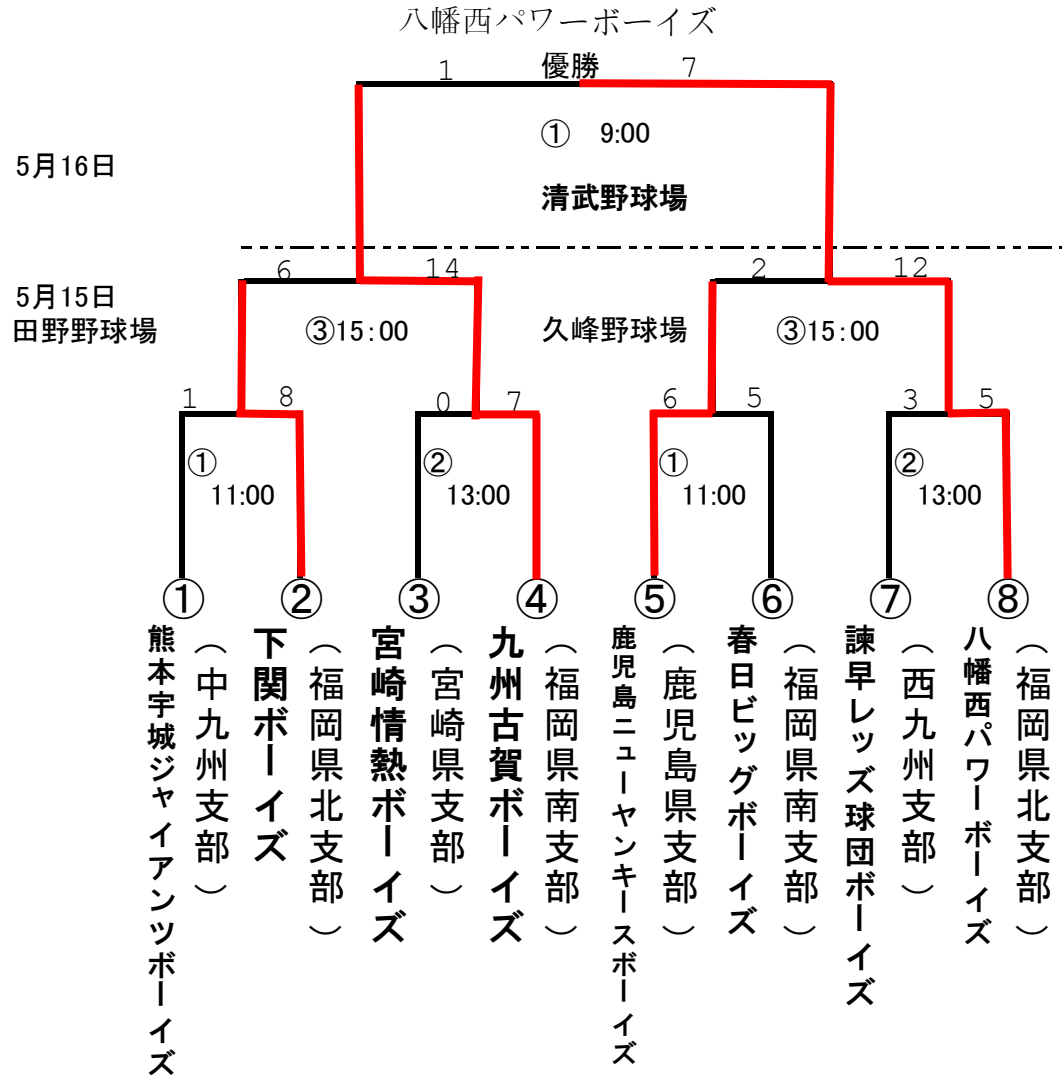 八幡西パワーボーイズ
1 優勝 7
① 9:00
5月16日
清武野球場
6 14 2 12
5月15日
田野野球場 ③15:00 久峰野球場 ③15:00
1 8 0 7 6 5 3 5
① ② ① ②
11:00 13:00 11:00 13:00
① ② ③ ④ ⑤ ⑥ ⑦ ⑧
熊本宇城ジャイアンツボーイズ
(中九州支部)
下関ボーイズ
(福岡県北支部)
宮崎情熱ボーイズ
(宮崎県支部)
九州古賀ボーイズ
(福岡県南支部)
鹿児島ニューヤンキースボーイズ
(鹿児島県支部)
春日ビッグボーイズ
(福岡県南支部)
諫早レッズ球団ボーイズ
(西九州支部)
八幡西パワーボーイズ
(福岡県北支部)